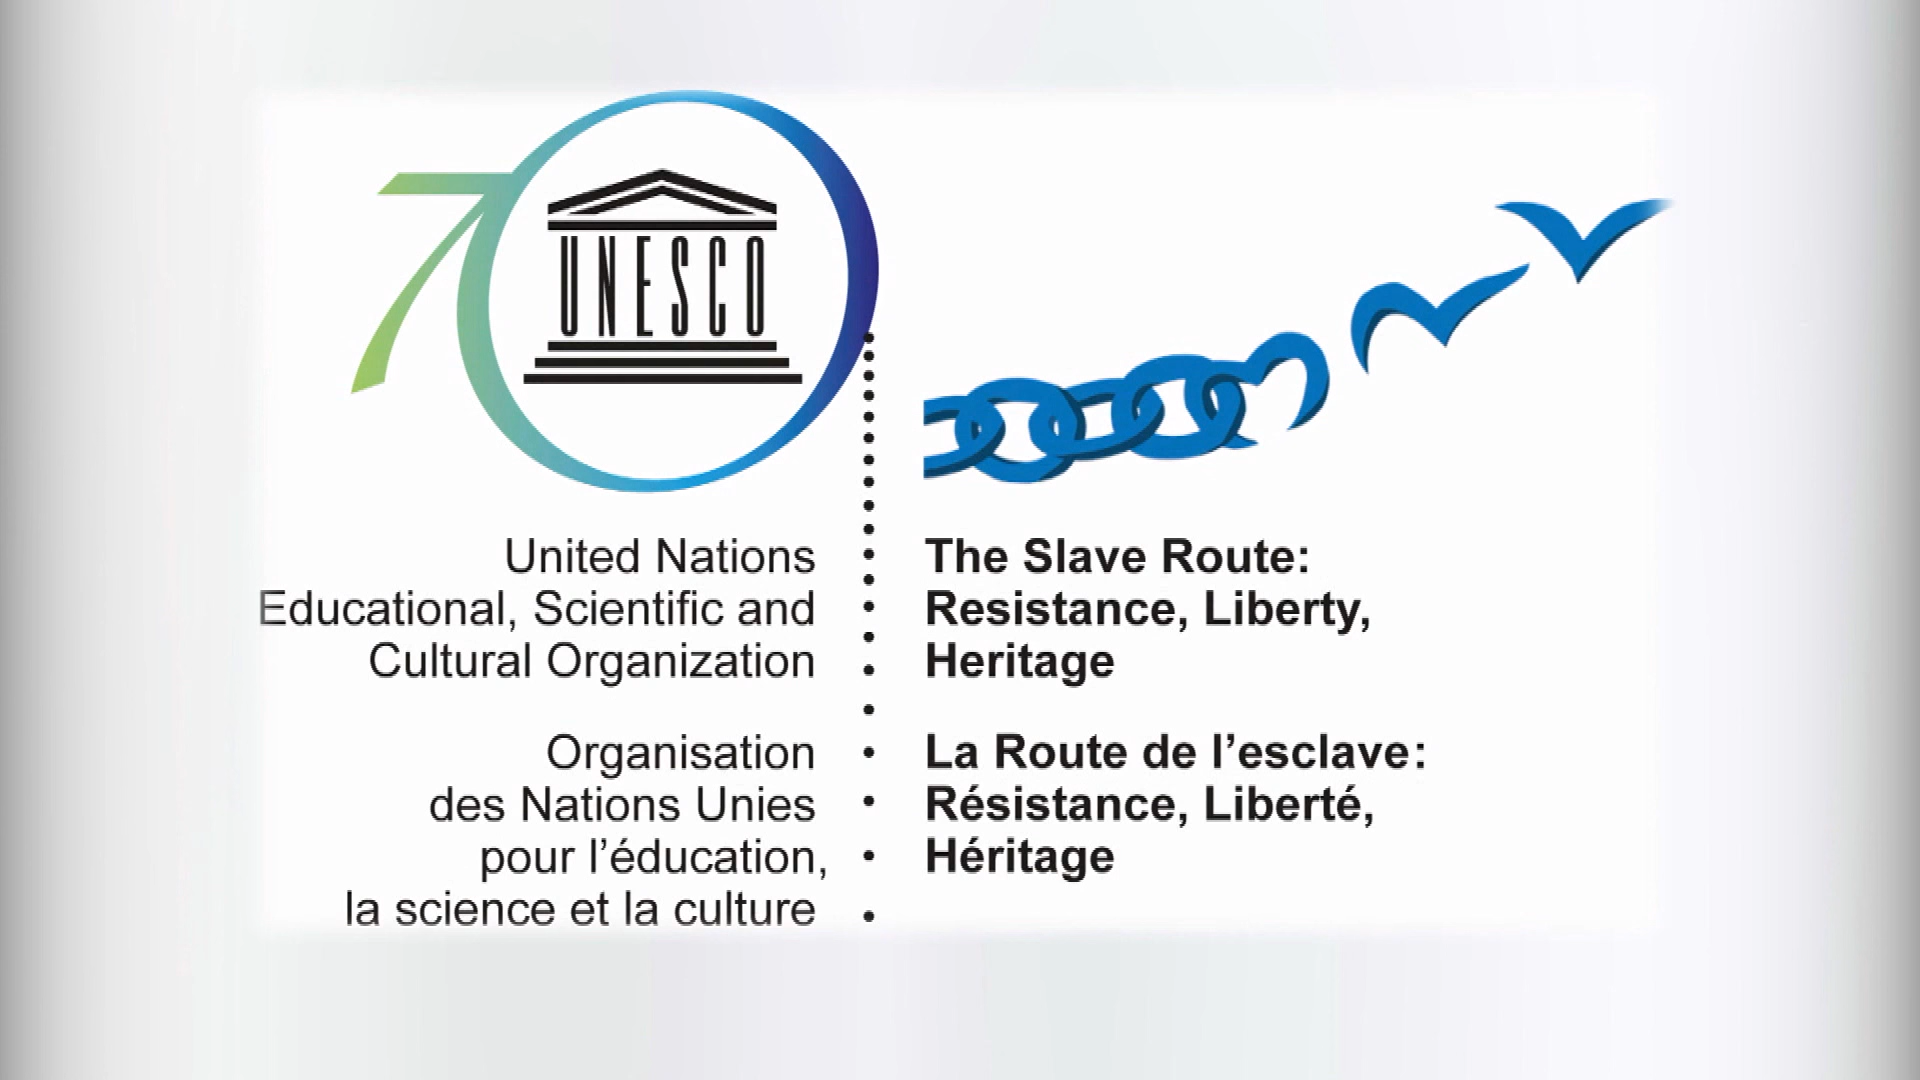 70
UNESCO
United Nations
Educational, Scientific and
Cultural Organization
Organisation
des Nations Unies
pour l’éducation,
la science et la culture
The Slave Route:
Resistance, Liberty,
Heritage
La Route de l’esclave:
Résistance, Liberté,
Héritage